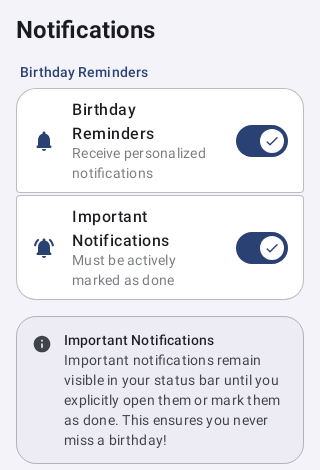 Notifications
Birthday Reminders
Birthday
Reminders
Receive personalized
notifications
Important
Notifications
Must be actively
marked as done
Important Notifications
Important notifications remain
visible in your status bar until you
explicitly open them or mark them
as done. This ensures you never
miss a birthday!